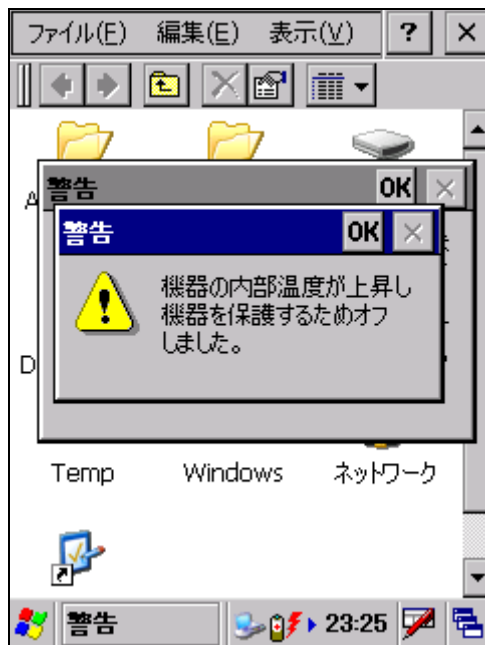 ファイル(F) 編集(E) 表示(V) ? ×
警告 OK ×
警告 OK ×
機器の内部温度が上昇し
機器を保護するためオフ
しました。
Temp Windows ネットワーク
警告 23:25